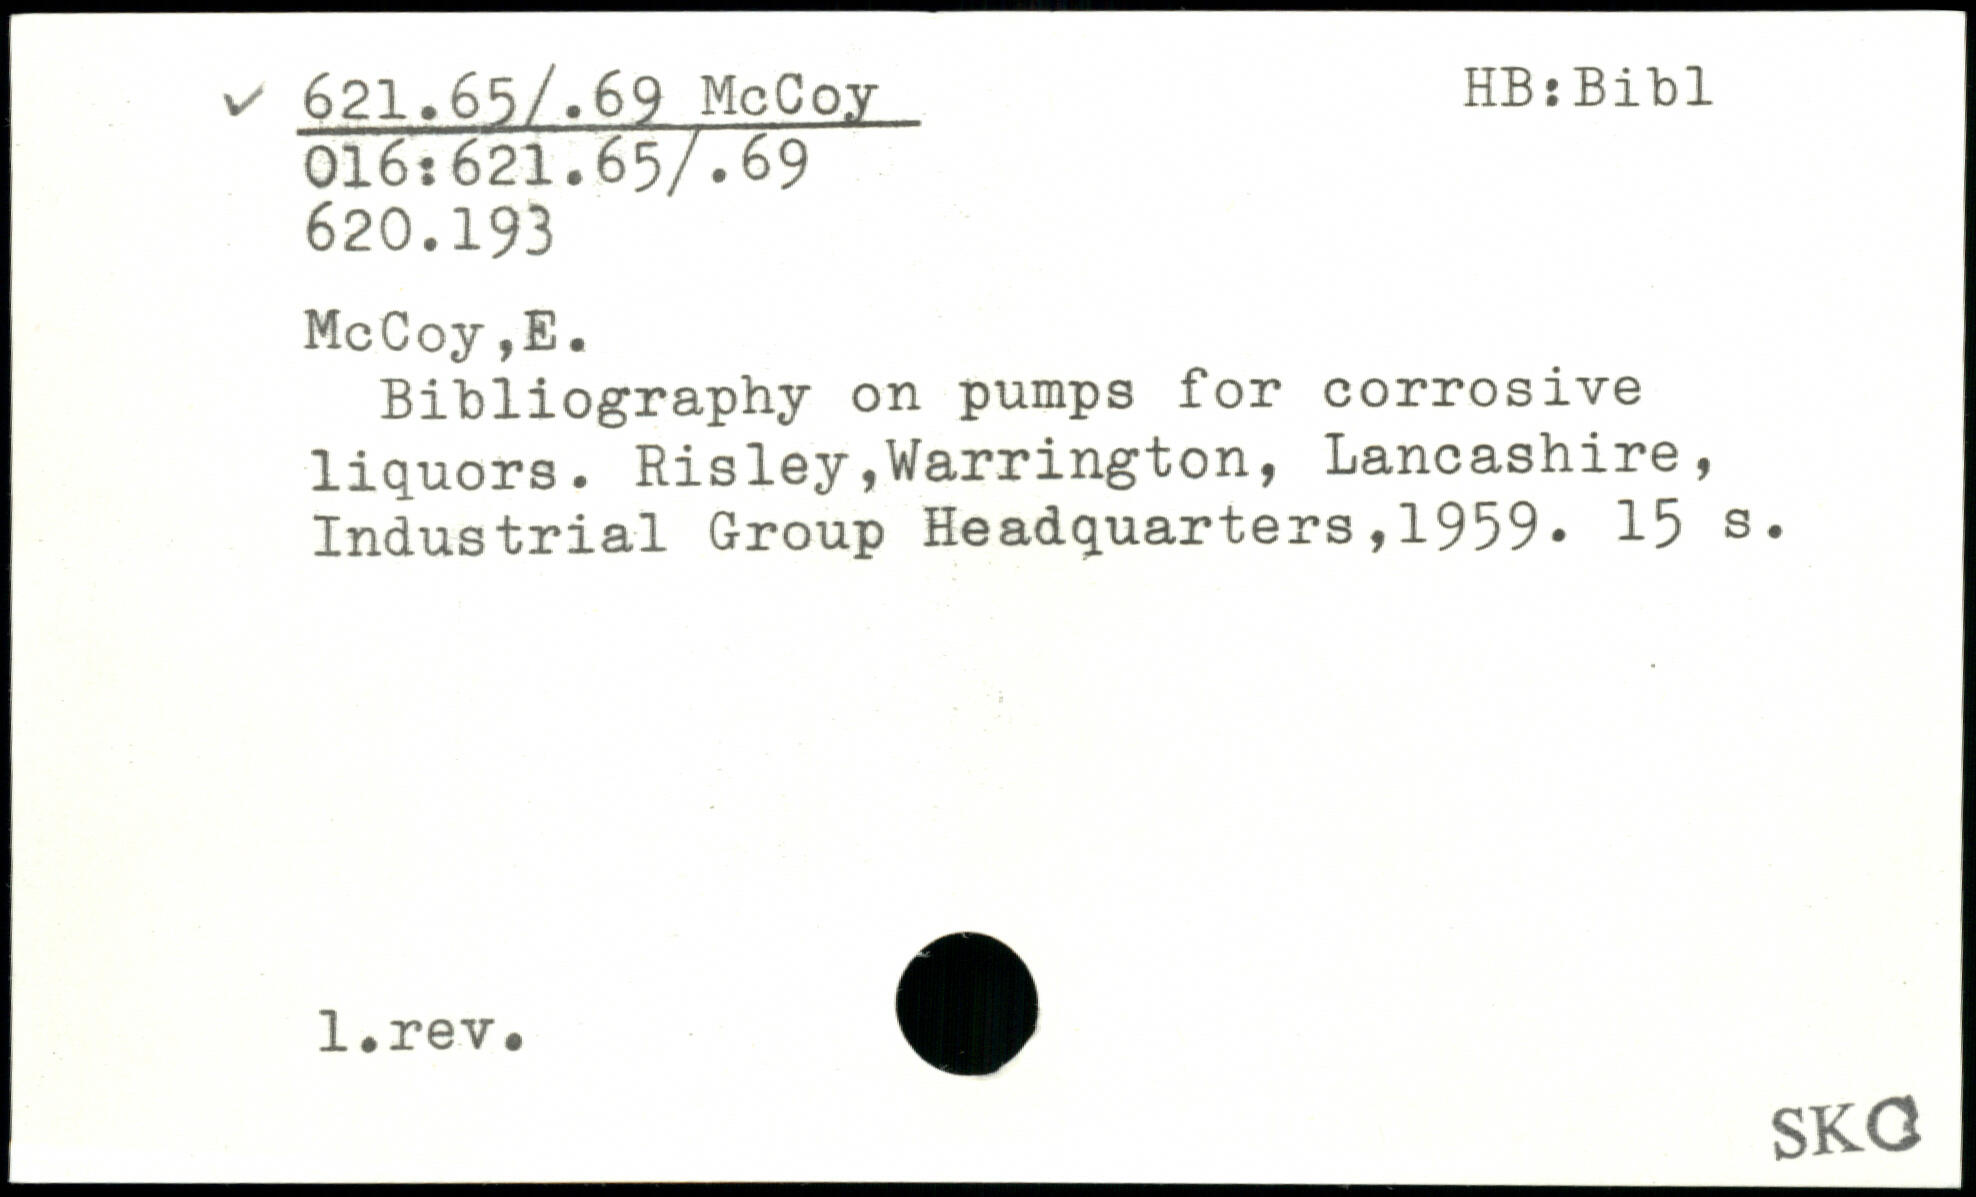 ✓ 621.65/.69 McCoy
HB:Bibl
016:621.65/.69
620.193
McCoy,E.
Bibliography on pumps for corrosive
liquors. Risley,Warrington, Lancashire,
Industrial Group Headquarters,1959. 15 s.
1.rev.
SKC